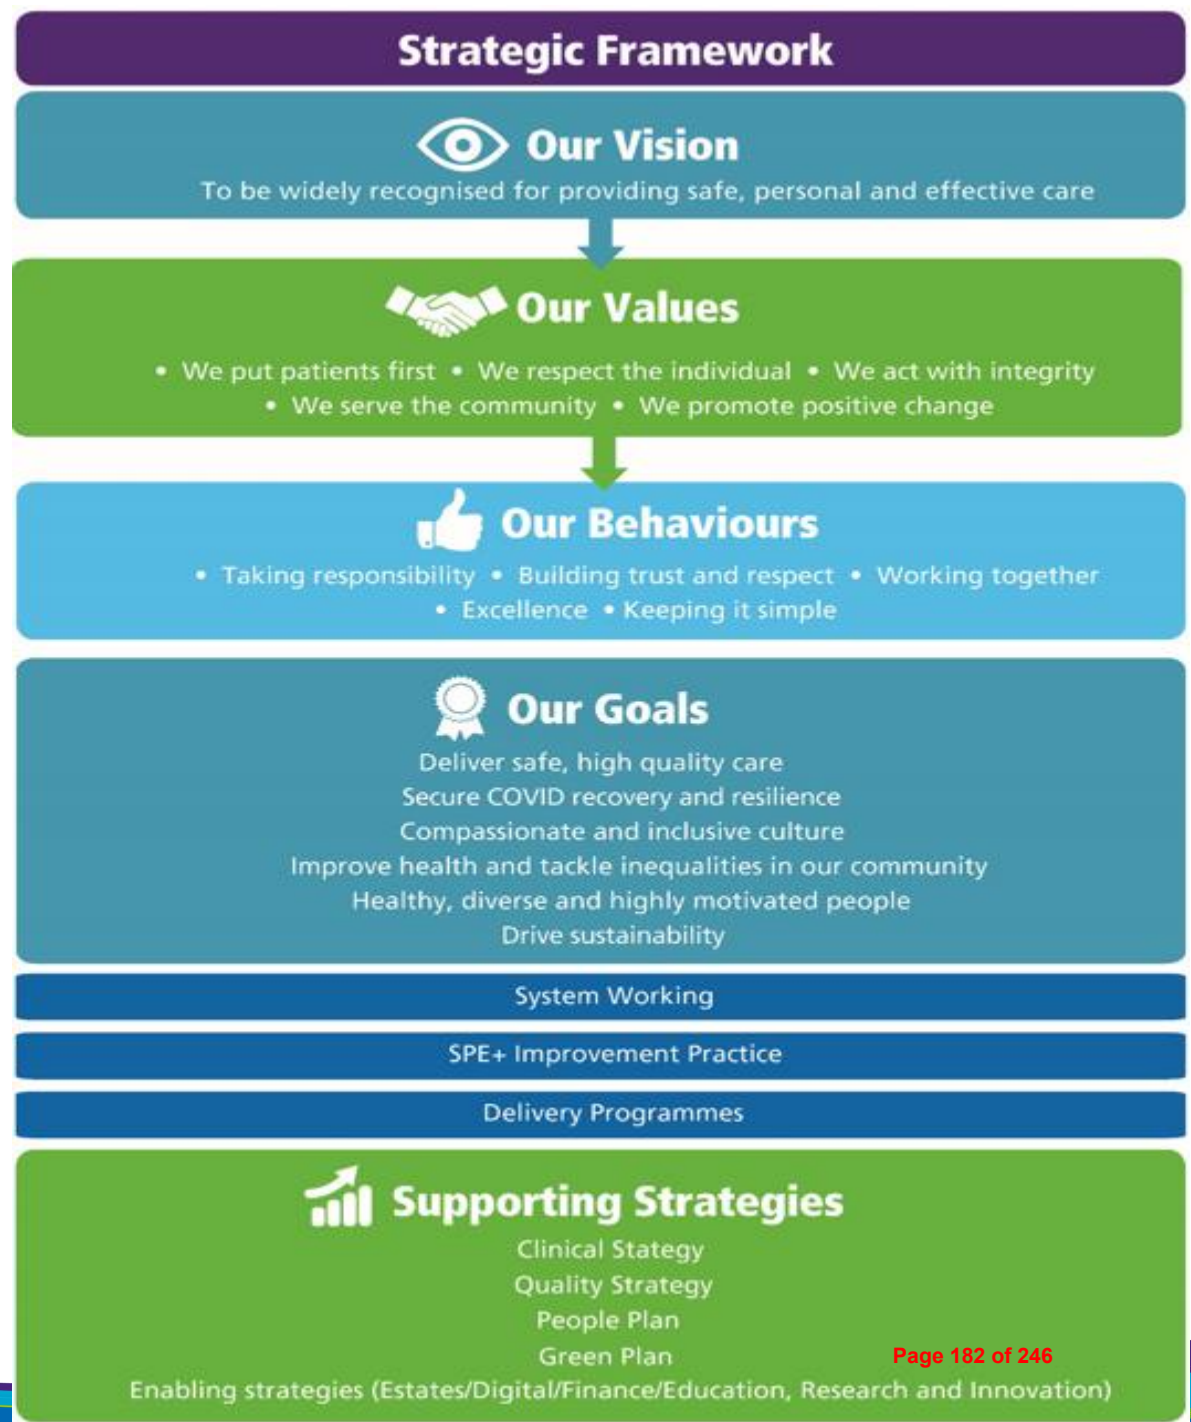 Strategic Framework
Our Vision
To be widely recognised for providing safe, personal and effective care
Our Values
• We put patients first • We respect the individual • We act with integrity
• We serve the community • We promote positive change
Our Behaviours
• Taking responsibility • Building trust and respect • Working together
• Excellence • Keeping it simple
Our Goals
Deliver safe, high quality care
Secure COVID recovery and resilience
Compassionate and inclusive culture
Improve health and tackle inequalities in our community
Healthy, diverse and highly motivated people
Drive sustainability
System Working
SPE+ Improvement Practice
Delivery Programmes
Supporting Strategies
Clinical Stategy
Quality Strategy
People Plan
Green Plan
Page 182 of 246
Enabling strategies (Estates/Digital/Finance/Education, Research and Innovation)